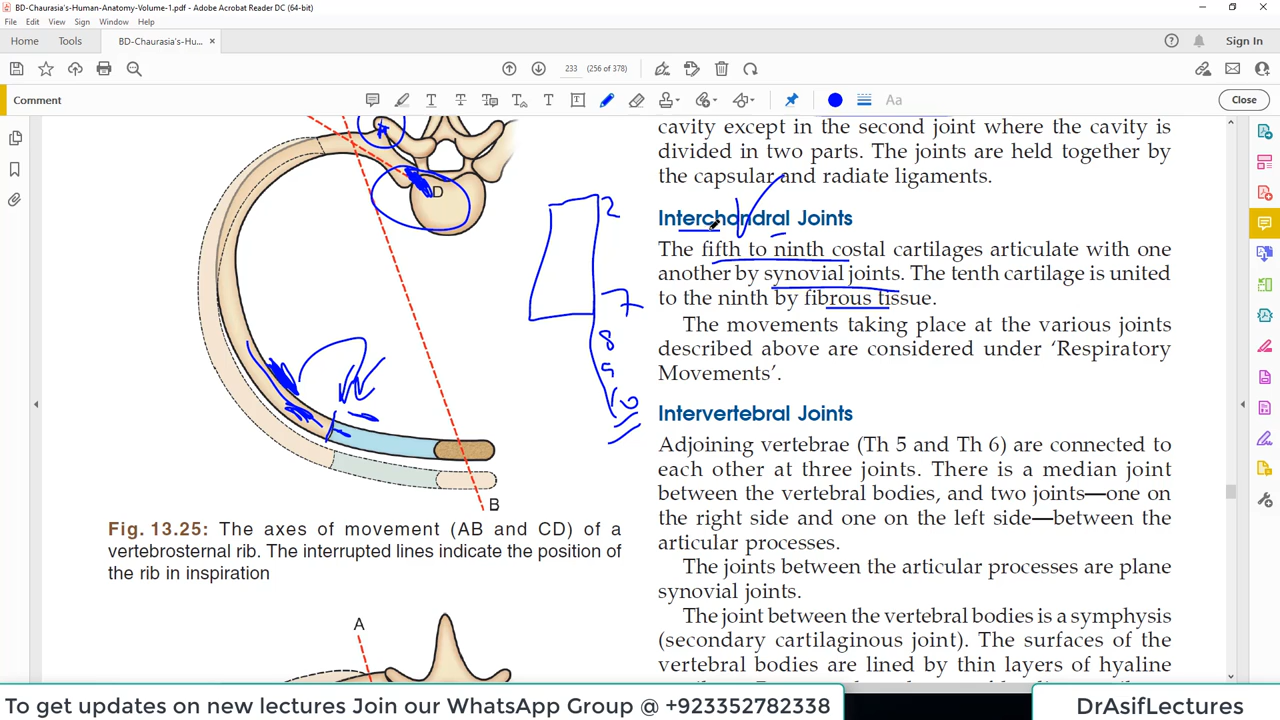 BD-Chaurasia's-Human-Anatomy-Volume-1.pdf - Adobe Acrobat Reader DC (64-bit)
File Edit View Sign Window Help
Home Tools BD-Chaurasia's-Hu... × Sign In
233 (256 of 378)
Comment Aa Close
D
B
Fig. 13.25: The axes of movement (AB and CD) of a
vertebrosternal rib. The interrupted lines indicate the position of
the rib in inspiration
A
2
7
8
9
10
cavity except in the second joint where the cavity is
divided in two parts. The joints are held together by
the capsular and radiate ligaments.
Interchondral Joints
The fifth to ninth costal cartilages articulate with one
another by synovial joints. The tenth cartilage is united
to the ninth by fibrous tissue.
The movements taking place at the various joints
described above are considered under 'Respiratory
Movements'.
Intervertebral Joints
Adjoining vertebrae (Th 5 and Th 6) are connected to
each other at three joints. There is a median joint
between the vertebral bodies, and two joints—one on
the right side and one on the left side—between the
articular processes.
The joints between the articular processes are plane
synovial joints.
The joint between the vertebral bodies is a symphysis
(secondary cartilaginous joint). The surfaces of the
vertebral bodies are lined by thin layers of hyaline
To get updates on new lectures Join our WhatsApp Group @ +923352782338
DrAsifLectures